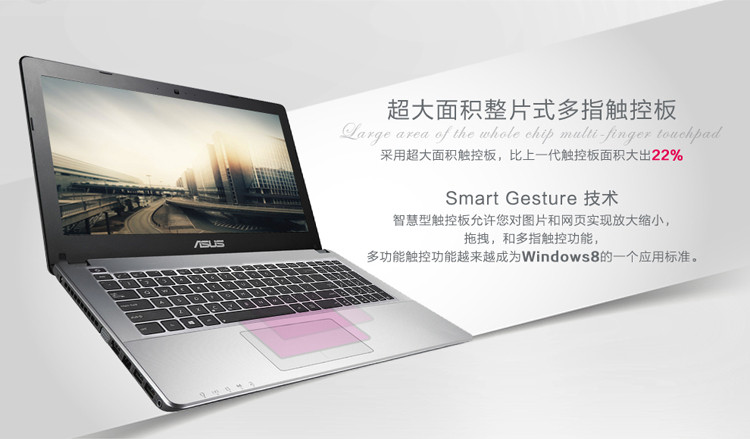 超大面积整片式多指触控板
Large area of the whole chip multi-finger touchpad
采用超大面积触控板，比上一代触控板面积大出22%
Smart Gesture 技术
智慧型触控板允许您对图片和网页实现放大缩小，
拖拽，和多指触控功能，
多功能触控功能越来越成为Windows8的一个应用标准。
ASUS